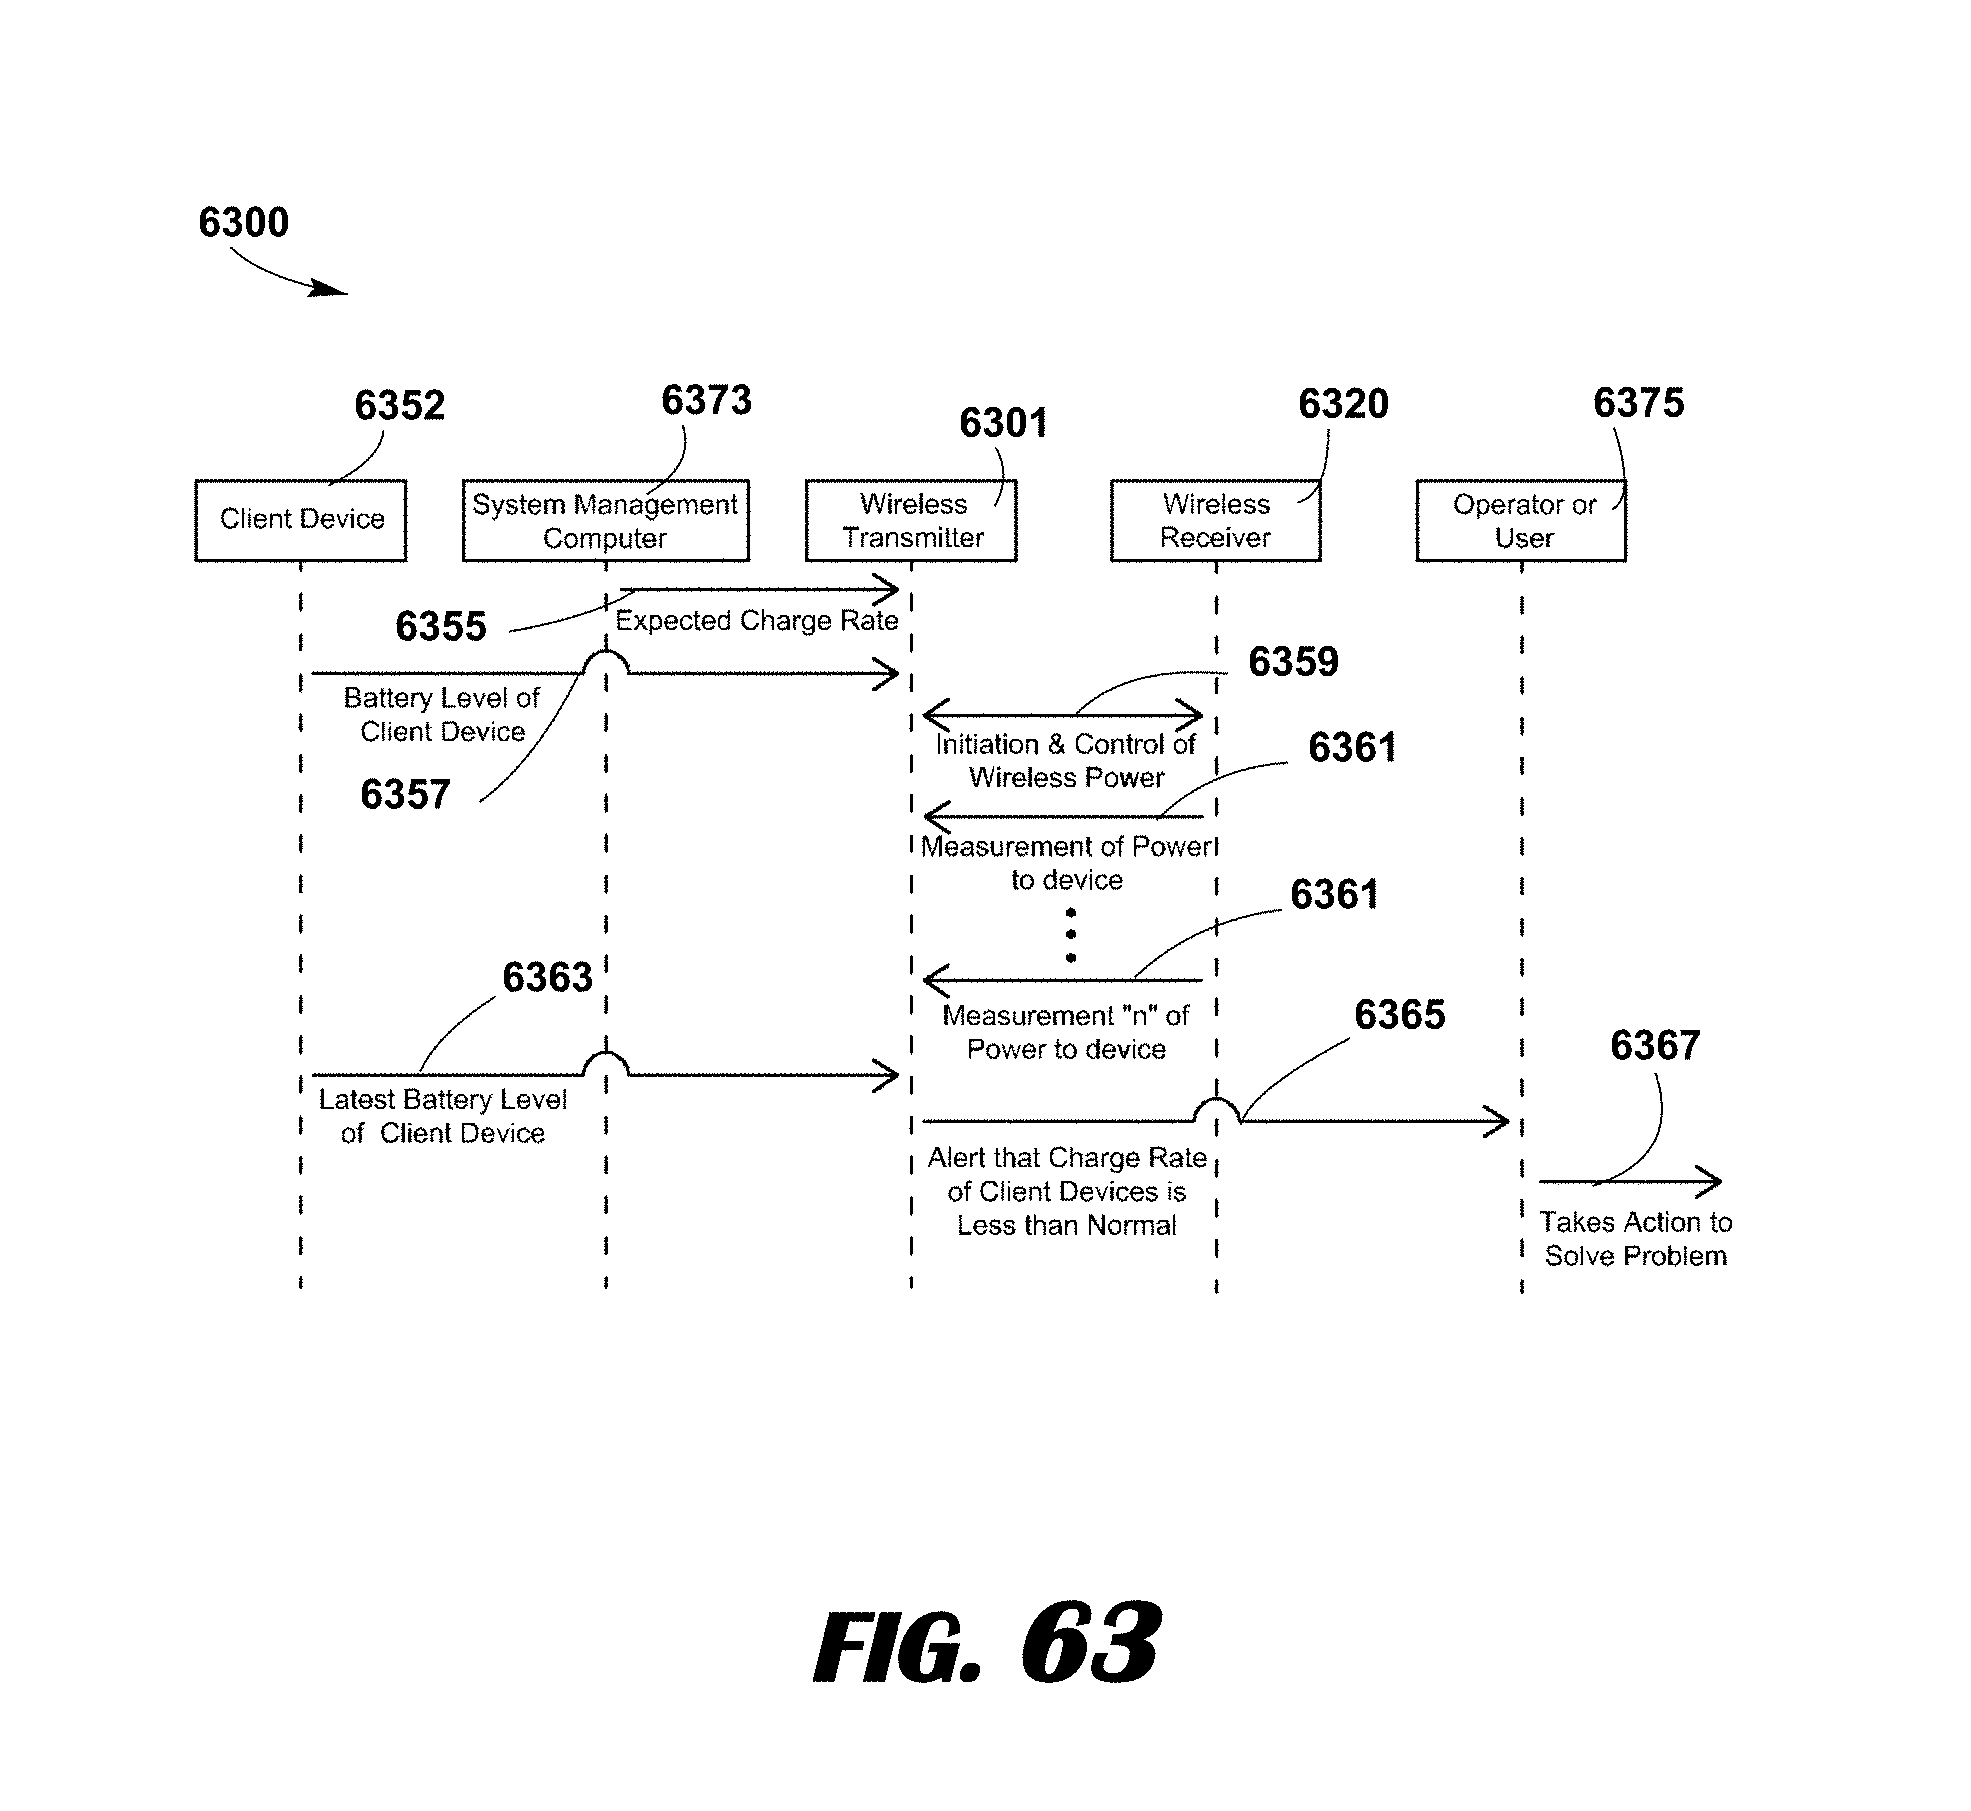 6300
6352
6373
6301
6320
6375
Client Device
System Management
Computer
Wireless
Transmitter
Wireless
Receiver
Operator or
User
6355
Expected Charge Rate
Battery Level of
Client Device
6357
6359
Initiation & Control of
Wireless Power
6361
Measurement of Power
to device
6361
Measurement "n" of
Power to device
6363
Latest Battery Level
of Client Device
6365
Alert that Charge Rate
of Client Devices is
Less than Normal
6367
Takes Action to
Solve Problem
FIG. 63